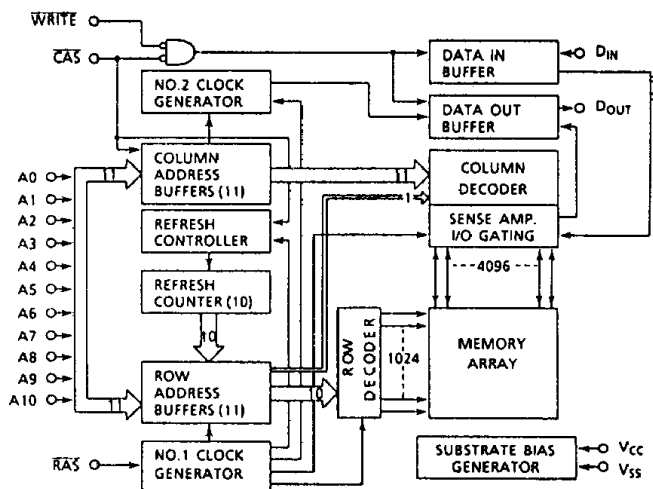 WRITE
CAS
NO.2 CLOCK
GENERATOR
DATA IN
BUFFER
DIN
DATA OUT
BUFFER
DOUT
A0
A1
A2
A3
A4
A5
A6
A7
A8
A9
A10
11
COLUMN
ADDRESS
BUFFERS (11)
11
COLUMN
DECODER
1
REFRESH
CONTROLLER
SENSE AMP.
I/O GATING
4096
REFRESH
COUNTER (10)
10
ROW
DECODER
1024
MEMORY
ARRAY
11
ROW
ADDRESS
BUFFERS (11)
RAS
NO.1 CLOCK
GENERATOR
SUBSTRATE BIAS
GENERATOR
VCC
VSS